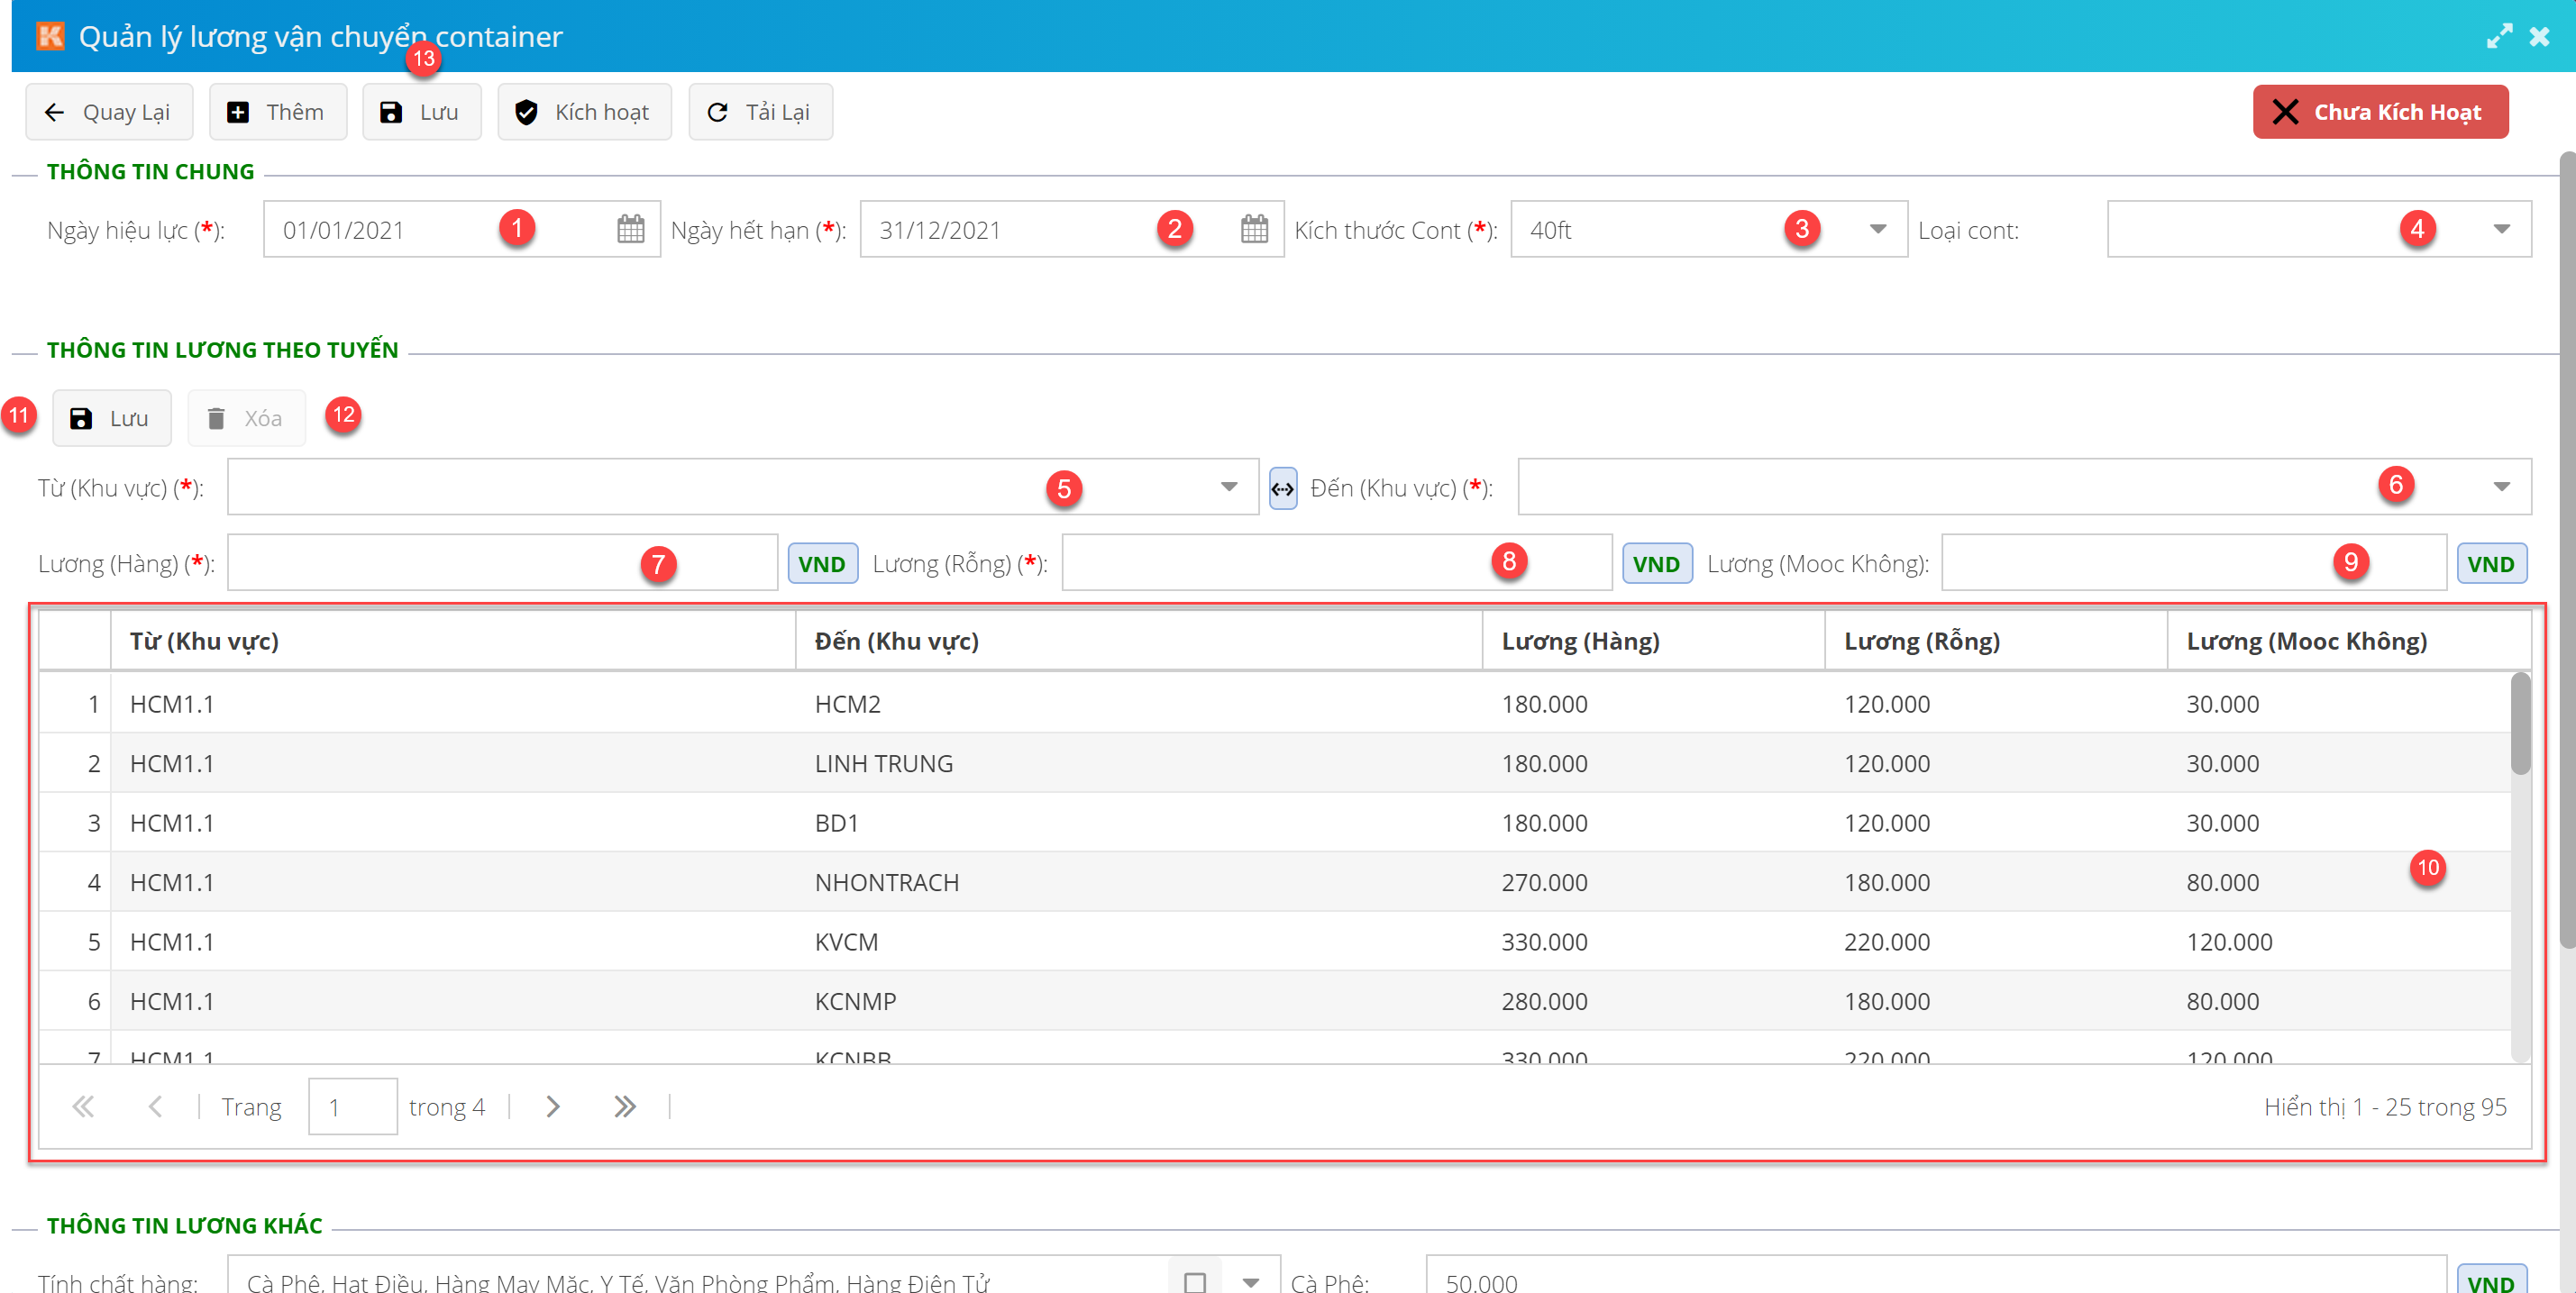 Quản lý lương vận chuyển container
13
Quay Lại Thêm Lưu Kích hoạt Tải Lại Chưa Kích Hoạt
THÔNG TIN CHUNG
Ngày hiệu lực (*): 01/01/2021 1 Ngày hết hạn (*): 31/12/2021 2 Kích thước Cont (*): 40ft 3 Loại cont: 4
THÔNG TIN LƯƠNG THEO TUYẾN
11 Lưu Xóa 12
Từ (Khu vực) (*): 5 Đến (Khu vực) (*): 6
Lương (Hàng) (*): 7 VND Lương (Rỗng) (*): 8 VND Lương (Mooc Không): 9 VND
Từ (Khu vực) Đến (Khu vực) Lương (Hàng) Lương (Rỗng) Lương (Mooc Không)
1 HCM1.1 HCM2 180.000 120.000 30.000
2 HCM1.1 LINH TRUNG 180.000 120.000 30.000
3 HCM1.1 BD1 180.000 120.000 30.000
4 HCM1.1 NHONTRACH 270.000 180.000 80.000 10
5 HCM1.1 KVCM 330.000 220.000 120.000
6 HCM1.1 KCNMP 280.000 180.000 80.000
7 HCM1.1 KCNBB 330.000 220.000 120.000
Trang 1 trong 4 Hiển thị 1 - 25 trong 95
THÔNG TIN LƯƠNG KHÁC
Tính chất hàng: Cà Phê, Hạt Điều, Hàng May Mặc, Y Tế, Văn Phòng Phẩm, Hàng Điện Tử Cà Phê: 50.000 VND